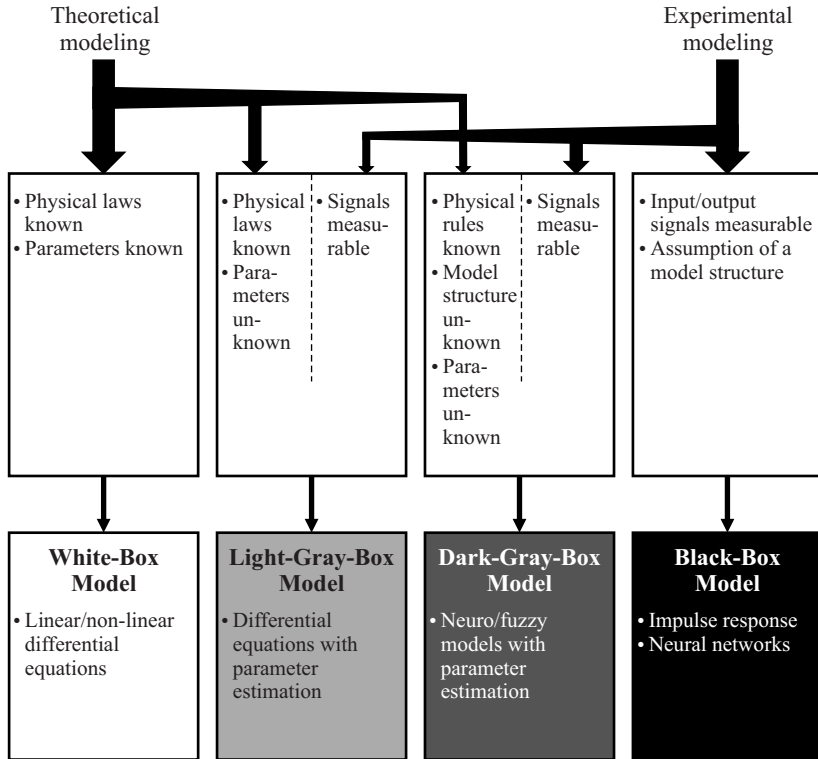 Theoretical
modeling
Experimental
modeling
• Physical laws
known
• Parameters known
• Physical
laws known
• Para-
meters
un-
known
• Signals
measu-
rable
• Physical
rules known
• Model
structure
un-
known
• Para-
meters
un-
known
• Signals
measu-
rable
• Input/output
signals measurable
• Assumption of a
model structure
White-Box
Model
• Linear/non-linear
differential
equations
Light-Gray-Box
Model
• Differential
equations with
parameter
estimation
Dark-Gray-Box
Model
• Neuro/fuzzy
models with
parameter
estimation
Black-Box
Model
• Impulse response
• Neural networks